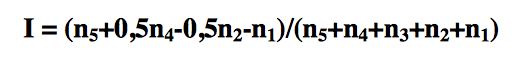 I = (n₅+0,5n₄-0,5n₂-n₁)/(n₅+n₄+n₃+n₂+n₁)